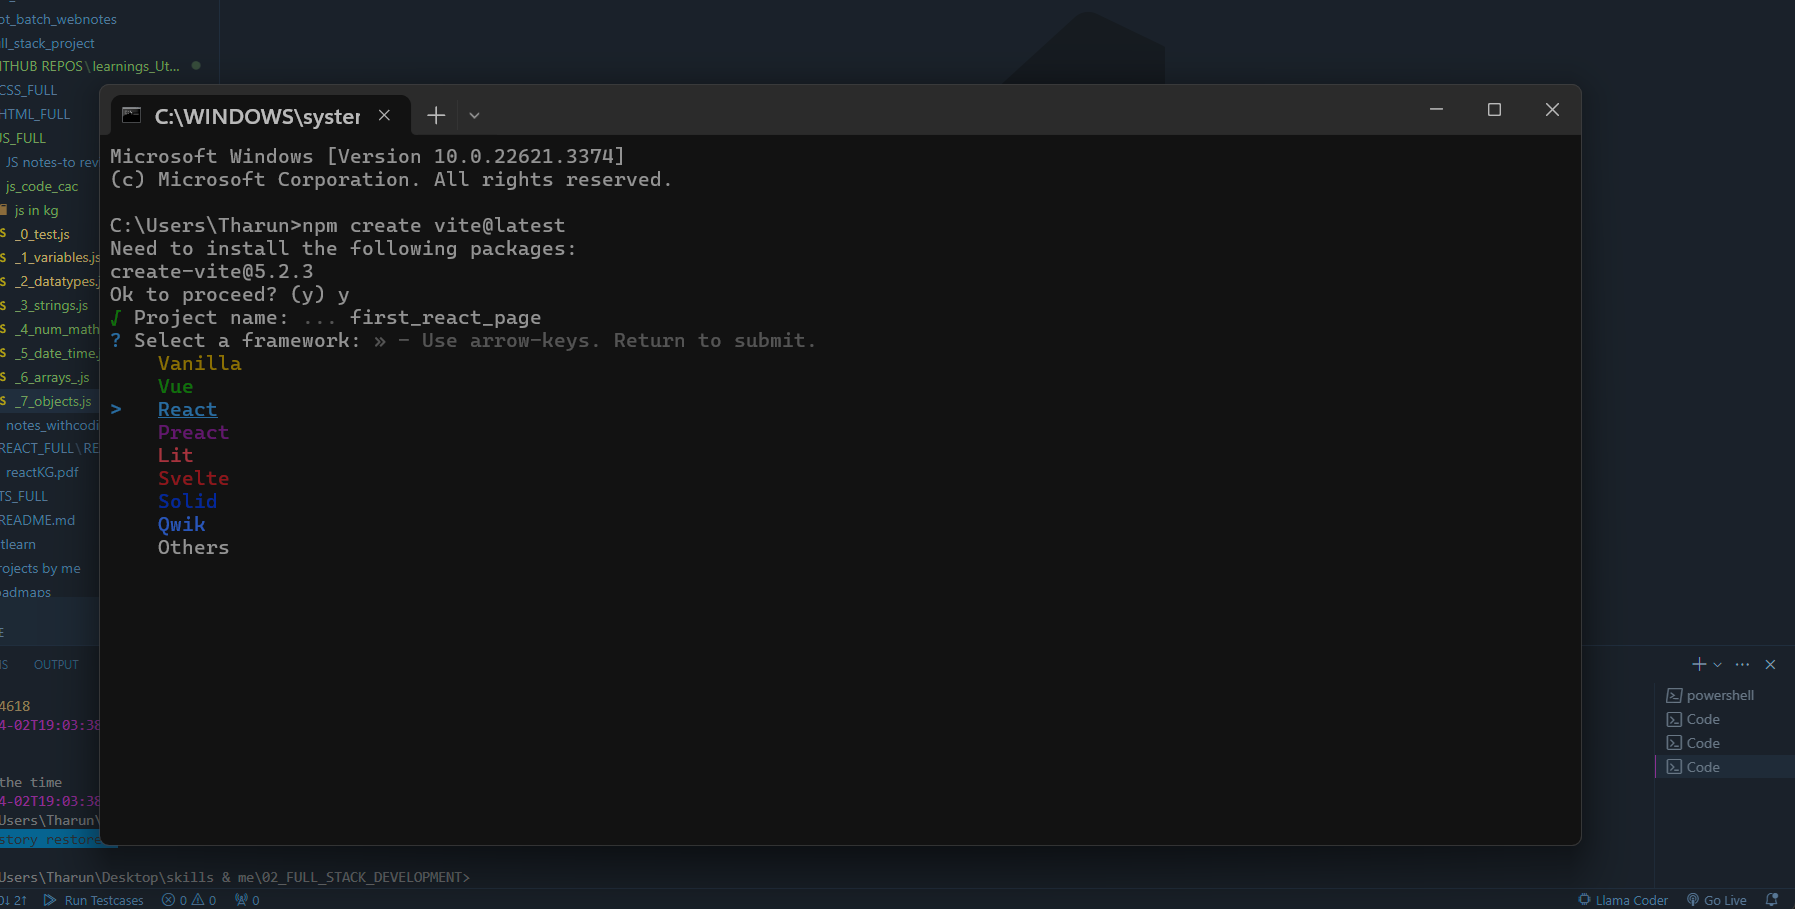 ot_batch_webnotes
ll_stack_project
ITHUB REPOS\learnings_Ut...
CSS_FULL
HTML_FULL
JS_FULL
JS notes-to rev
js_code_cac
js in kg
S _0_test.js
S _1_variables.js
S _2_datatypes.j
S _3_strings.js
S _4_num_math
S _5_date_time.
S _6_arrays_.js
S _7_objects.js
notes_withcodi
REACT_FULL\RE
reactKG.pdf
TS_FULL
README.md
tlearn
rojects by me
oadmaps
E
C:\WINDOWS\syster
Microsoft Windows [Version 10.0.22621.3374]
(c) Microsoft Corporation. All rights reserved.
C:\Users\Tharun>npm create vite@latest
Need to install the following packages:
create-vite@5.2.3
Ok to proceed? (y) y
√ Project name: ... first_react_page
? Select a framework: » - Use arrow-keys. Return to submit.
Vanilla
Vue
> React
Preact
Lit
Svelte
Solid
Qwik
Others
MS OUTPUT
4618
4-02T19:03:38
the time
4-02T19:03:38
Users\Tharun\
story restore
Users\Tharun\Desktop\skills & me\02_FULL_STACK_DEVELOPMENT>
powershell
Code
Code
Code
0↓ 2↑ Run Testcases 0 0 0
Llama Coder Go Live